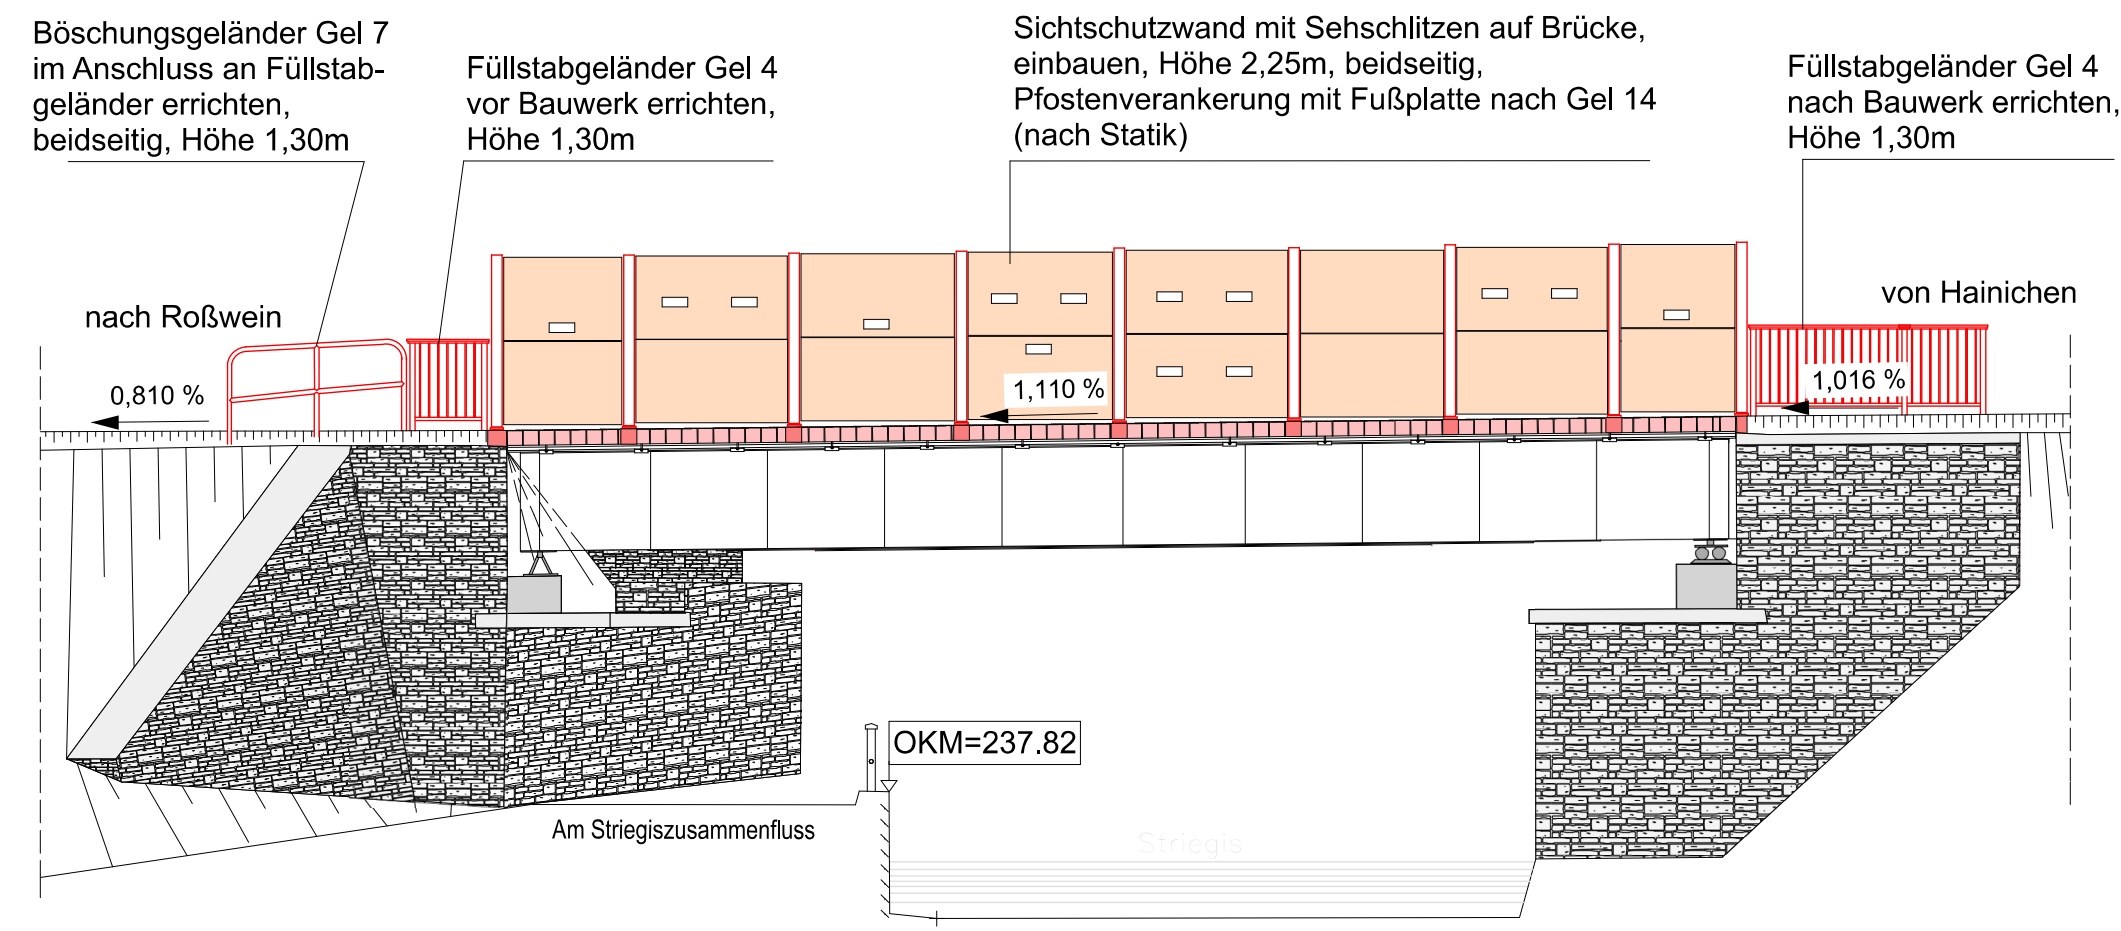 Böschungsgeländer Gel 7
im Anschluss an Füllstab-
geländer errichten,
beidseitig, Höhe 1,30m
Füllstabgeländer Gel 4
vor Bauwerk errichten,
Höhe 1,30m
Sichtschutzwand mit Sehschlitzen auf Brücke,
einbauen, Höhe 2,25m, beidseitig,
Pfostenverankerung mit Fußplatte nach Gel 14
(nach Statik)
Füllstabgeländer Gel 4
nach Bauwerk errichten,
Höhe 1,30m
nach Roßwein
von Hainichen
0,810 %
1,110 %
1,016 %
OKM=237.82
Am Striegiszusammenfluss
Striegis